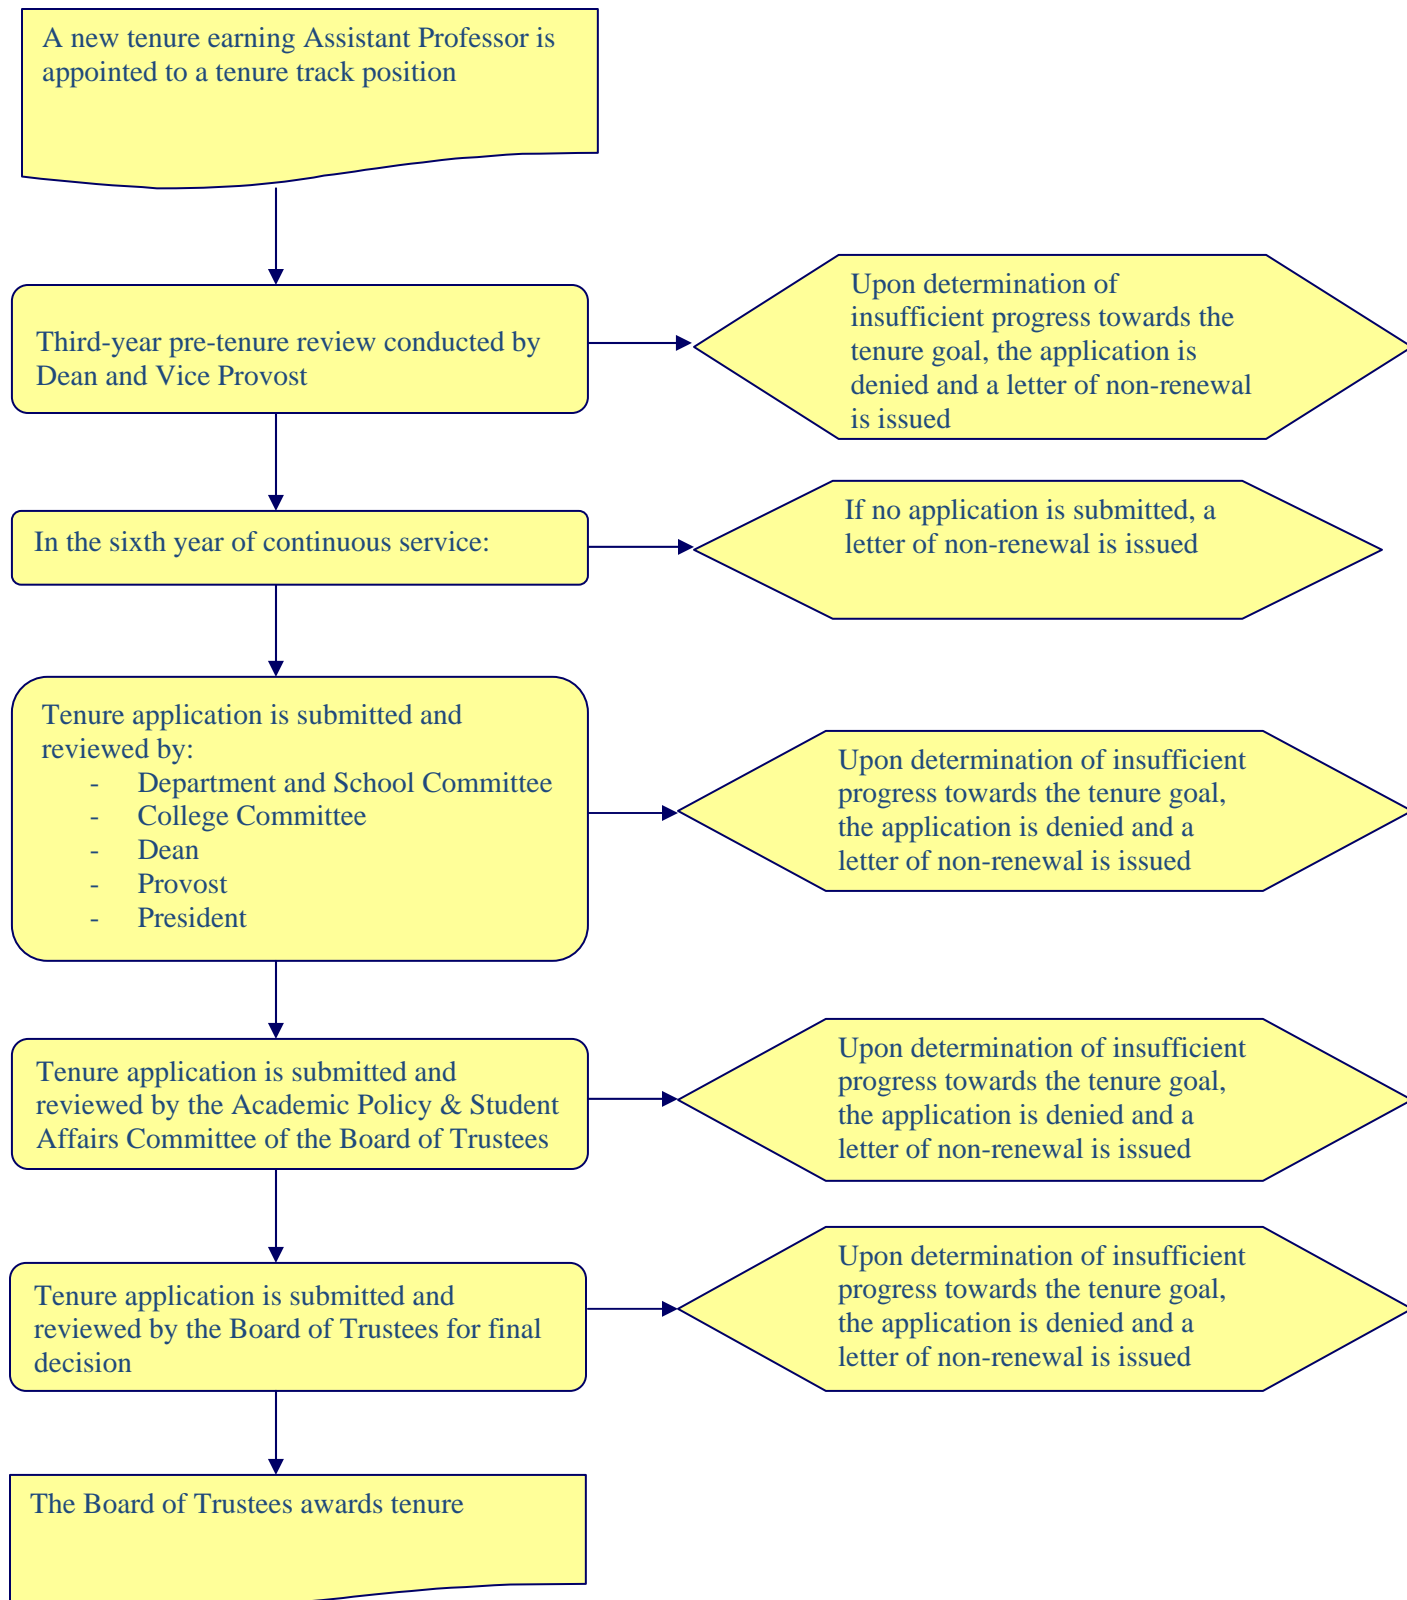 A new tenure earning Assistant Professor is
appointed to a tenure track position
Third-year pre-tenure review conducted by
Dean and Vice Provost
Upon determination of
insufficient progress towards the
tenure goal, the application is
denied and a letter of non-renewal
is issued
In the sixth year of continuous service:
If no application is submitted, a
letter of non-renewal is issued
Tenure application is submitted and
reviewed by:
- Department and School Committee
- College Committee
- Dean
- Provost
- President
Upon determination of insufficient
progress towards the tenure goal,
the application is denied and a
letter of non-renewal is issued
Tenure application is submitted and
reviewed by the Academic Policy & Student
Affairs Committee of the Board of Trustees
Upon determination of insufficient
progress towards the tenure goal,
the application is denied and a
letter of non-renewal is issued
Tenure application is submitted and
reviewed by the Board of Trustees for final
decision
Upon determination of insufficient
progress towards the tenure goal,
the application is denied and a
letter of non-renewal is issued
The Board of Trustees awards tenure